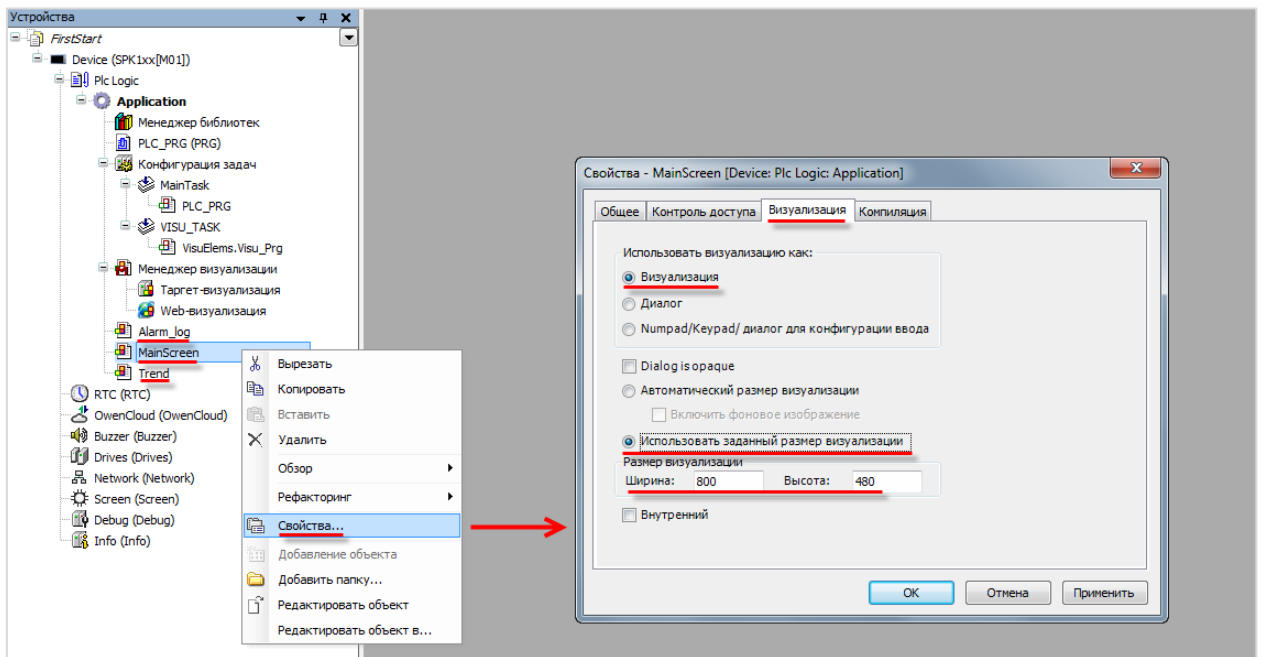 Устройства
FirstStart
Device (SPK1xx[M01])
Plc Logic
Application
Менеджер библиотек
PLC_PRG (PRG)
Конфигурация задач
MainTask
PLC_PRG
VISU_TASK
VisuElems.Visu_Prg
Менеджер визуализации
Таргет-визуализация
Web-визуализация
Alarm_log
MainScreen
Trend
RTC (RTC)
OwenCloud (OwenCloud)
Buzzer (Buzzer)
Drives (Drives)
Network (Network)
Screen (Screen)
Debug (Debug)
Info (Info)
Вырезать
Копировать
Вставить
Удалить
Обзор
Рефакторинг
Свойства...
Добавление объекта
Добавить папку...
Редактировать объект
Редактировать объект в...
Свойства - MainScreen [Device: Plc Logic: Application]
Общее Контроль доступа Визуализация Компиляция
Использовать визуализацию как:
Визуализация
Диалог
Numpad/Keypad/ диалог для конфигурации ввода
Dialog is opaque
Автоматический размер визуализации
Включить фоновое изображение
Использовать заданный размер визуализации
Размер визуализации
Ширина: 800 Высота: 480
Внутренний
OK Отмена Применить